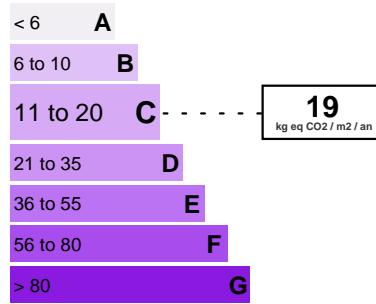 < 6 A
6 to 10 B
11 to 20 C
19
kg eq CO2 / m2 / an
21 to 35 D
36 to 55 E
56 to 80 F
> 80 G